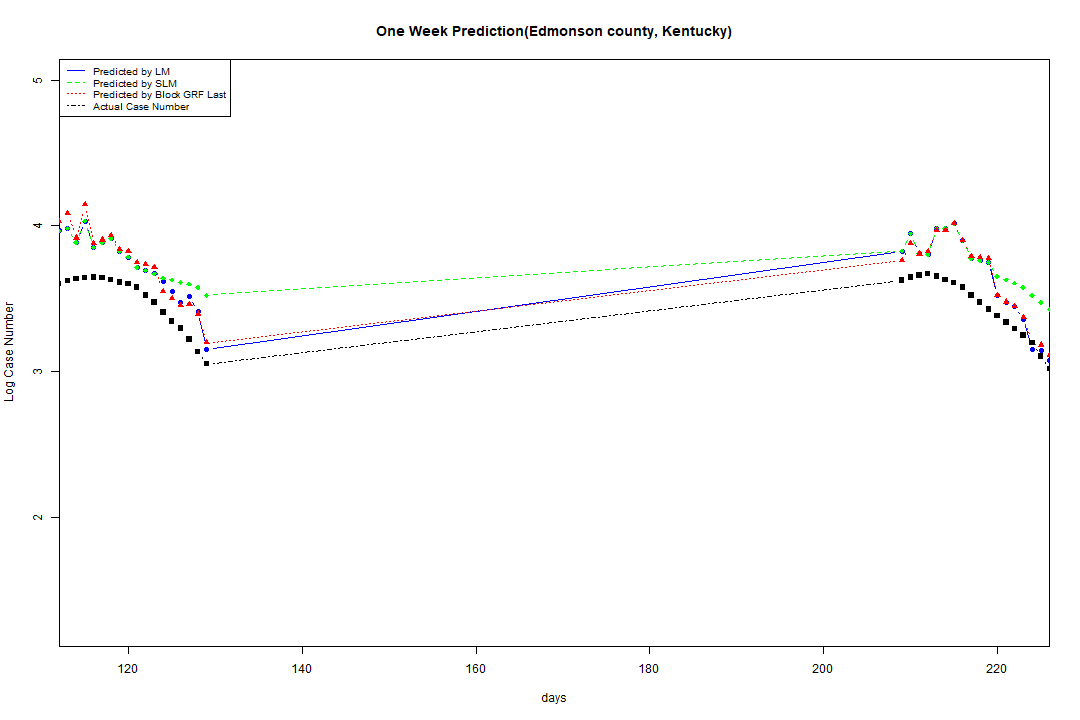 One Week Prediction(Edmonson county, Kentucky)
Predicted by LM
Predicted by SLM
Predicted by Block GRF Last
Actual Case Number
5
4
3
2
Log Case Number
120 140 160 180 200 220
days